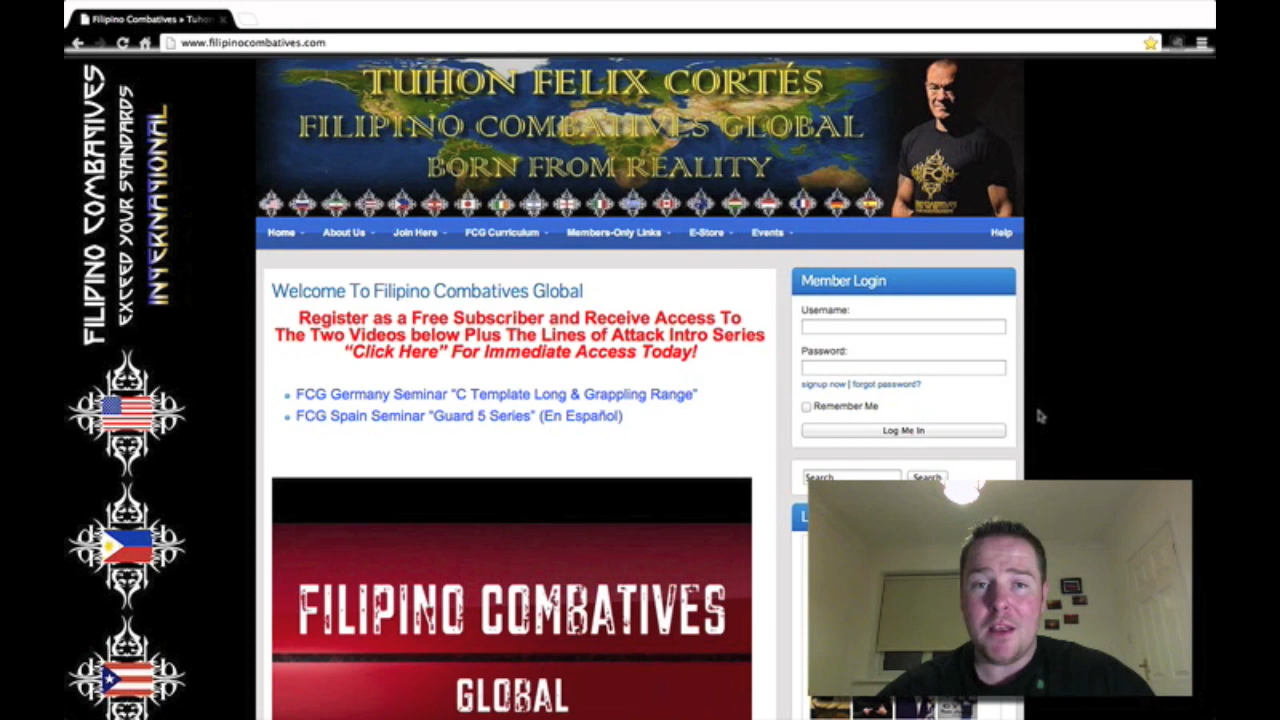 Filipino Combatives » Tuhon
www.filipinocombatives.com
FILIPINO COMBATIVES
EXCEED YOUR STANDARDS
INTERNATIONAL
TUHON FELIX CORTÉS
FILIPINO COMBATIVES GLOBAL
BORN FROM REALITY
Home About Us Join Here FCG Curriculum Members-Only Links E-Store Events Help
Welcome To Filipino Combatives Global
Register as a Free Subscriber and Receive Access To
The Two Videos below Plus The Lines of Attack Intro Series
“Click Here” For Immediate Access Today!
FCG Germany Seminar "C Template Long & Grappling Range"
FCG Spain Seminar "Guard 5 Series" (En Español)
FILIPINO COMBATIVES
GLOBAL
Member Login
Username:
Password:
signup now | forgot password?
Remember Me
Log Me In
Search Search